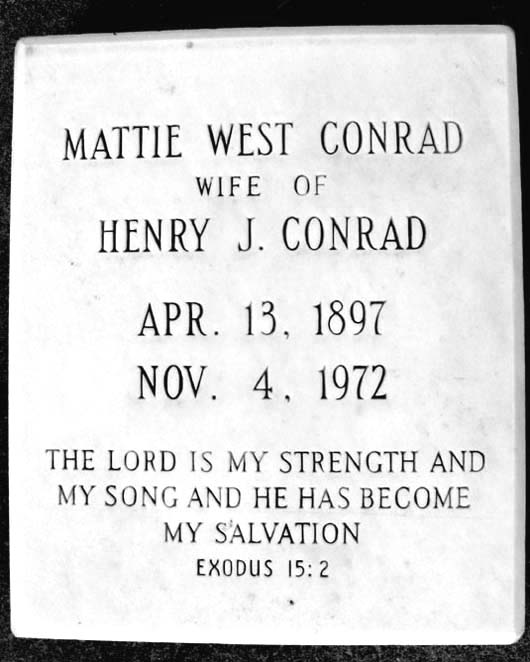 MATTIE WEST CONRAD
WIFE OF
HENRY J. CONRAD
APR. 13, 1897
NOV. 4, 1972
THE LORD IS MY STRENGTH AND
MY SONG AND HE HAS BECOME
MY SALVATION
EXODUS 15:2